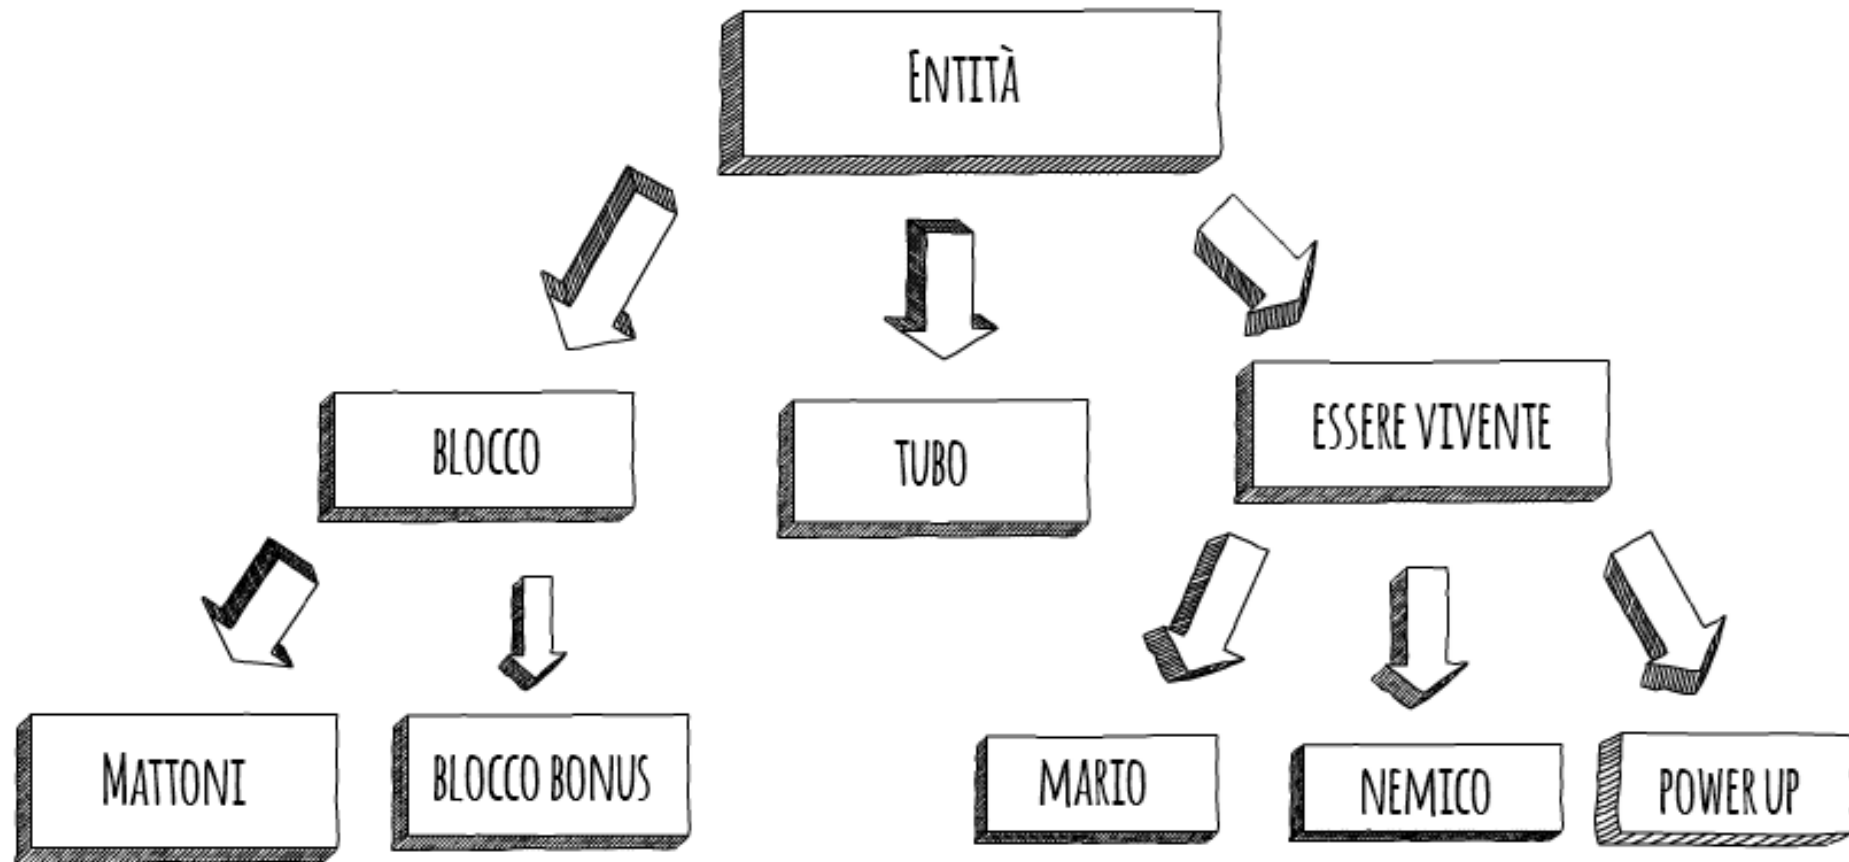 Entità
BLOCCO
TUBO
ESSERE VIVENTE
MATTONI
BLOCCO BONUS
MARIO
NEMICO
POWER UP